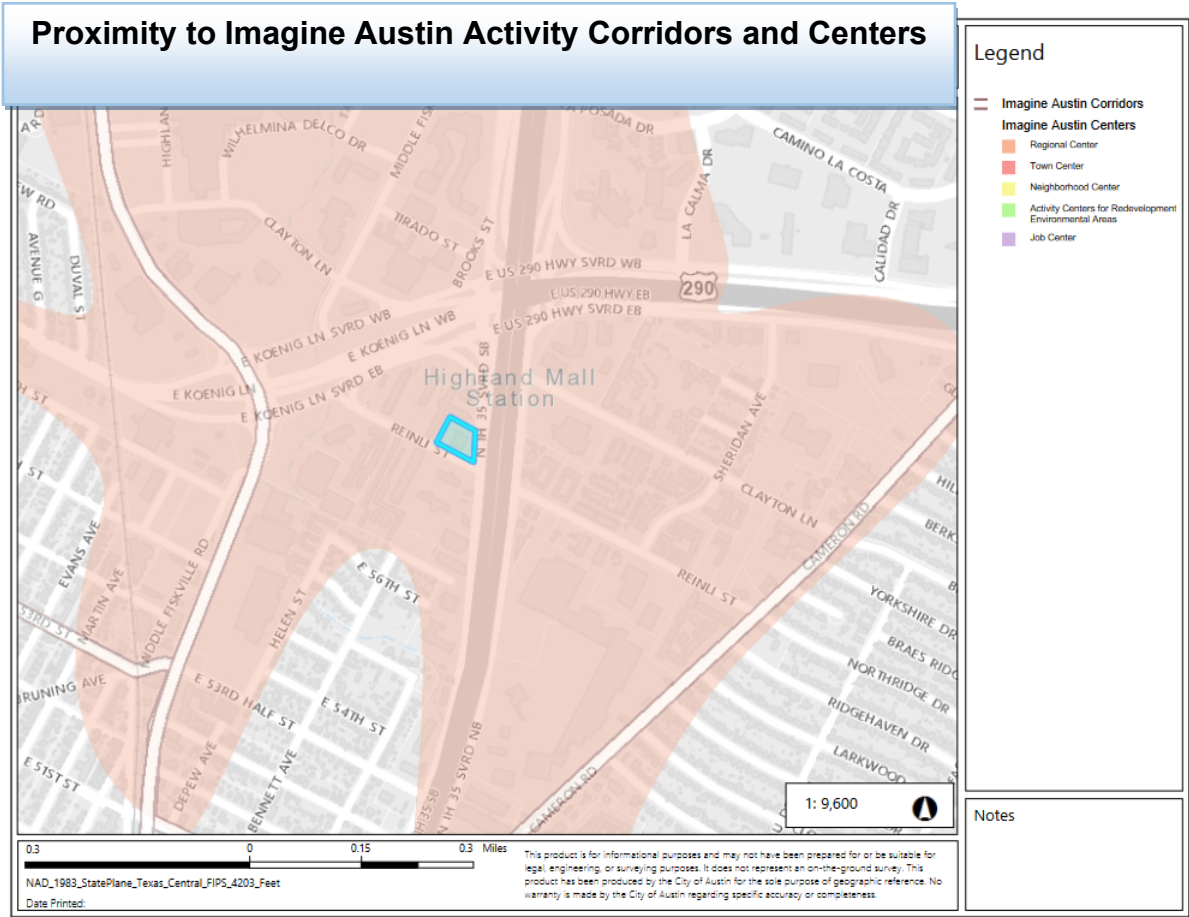 Proximity to Imagine Austin Activity Corridors and Centers
Legend
Imagine Austin Corridors
Imagine Austin Centers
Regional Center
Town Center
Neighborhood Center
Activity Centers for Redevelopment
Environmental Areas
Job Center
WILHELMINA DELCO DR
CAMINO LA COSTA
LA CALMA DR
CALIDAD DR
TIRADO ST
CLAYTON LN
BROOKS ST
AVENUE G
DUVAL ST
E US 290 HWY SVRD WB
E US 290 HWY EB
290
E US 290 HWY SVRD EB
E KOENIG LN SVRD WB
E KOENIG LN WB
E KOENIG LN
E KOENIG LN SVRD EB
Highland Mall
Station
N IH 35 SVRD SB
REINLI ST
SHERIDAN AVE
CLAYTON LN
CAMERON RD
EVANS AVE
MARTIN AVE
MIDDLE FISKVILLE RD
HELEN ST
E 56TH ST
REINLI ST
YORKSHIRE DR
NORTHRIDGE DR
RIDGEHAVEN DR
LARKWOOD
53RD ST
BRUNING AVE
E 53RD HALF ST
E 54TH ST
E 51ST ST
DEPEW AVE
BENNETT AVE
N IH 35 SVRD NB
CAMERON RD
1: 9,600
Notes
0.3 0 0.15 0.3 Miles
NAD_1983_StatePlane_Texas_Central_FIPS_4203_Feet
Date Printed:
This product is for informational purposes and may not have been prepared for or be suitable for
legal, engineering, or surveying purposes. It does not represent an on-the-ground survey. This
product has been produced by the City of Austin for the sole purpose of geographic reference. No
warranty is made by the City of Austin regarding specific accuracy or completeness.